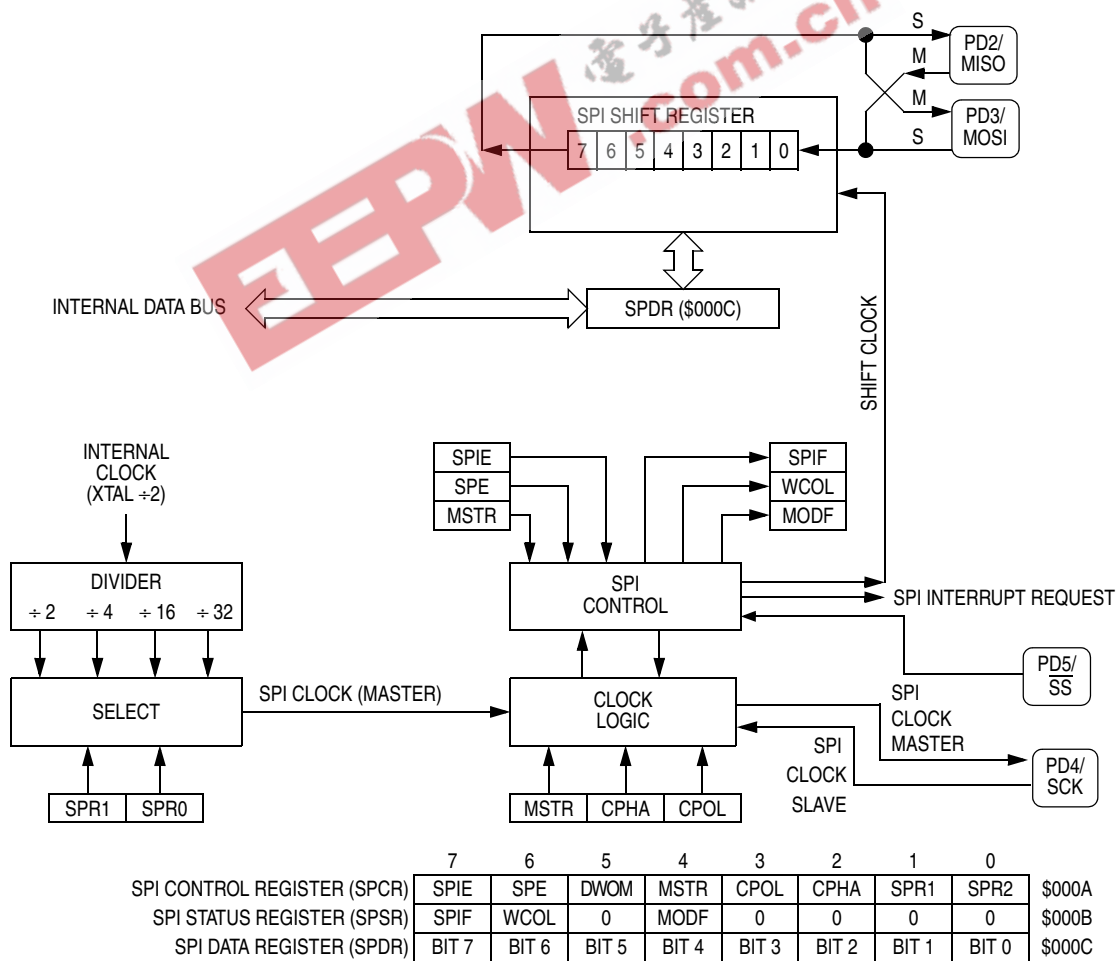 電子產
.com.cn
EEPW
S
PD2/
MISO
M
M
PD3/
MOSI
S
SPI SHIFT REGISTER
7 6 5 4 3 2 1 0
INTERNAL DATA BUS
SPDR ($000C)
SHIFT CLOCK
INTERNAL
CLOCK
(XTAL ÷2)
SPIE
SPE
MSTR
SPIF
WCOL
MODF
DIVIDER
÷ 2 ÷ 4 ÷ 16 ÷ 32
SPI
CONTROL
SPI INTERRUPT REQUEST
PD5/
SS
SELECT
SPI CLOCK (MASTER)
CLOCK
LOGIC
SPI
CLOCK
MASTER
SPI
CLOCK
SLAVE
PD4/
SCK
SPR1 SPR0
MSTR CPHA CPOL
7 6 5 4 3 2 1 0
SPI CONTROL REGISTER (SPCR) SPIE SPE DWOM MSTR CPOL CPHA SPR1 SPR2 $000A
SPI STATUS REGISTER (SPSR) SPIF WCOL 0 MODF 0 0 0 0 $000B
SPI DATA REGISTER (SPDR) BIT 7 BIT 6 BIT 5 BIT 4 BIT 3 BIT 2 BIT 1 BIT 0 $000C